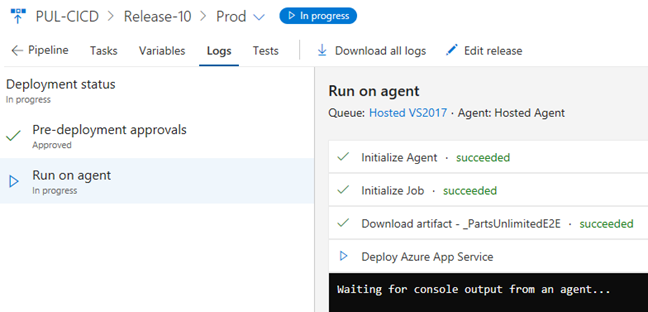 PUL-CICD > Release-10 > Prod In progress
Pipeline Tasks Variables Logs Tests Download all logs Edit release
Deployment status
In progress
Pre-deployment approvals
Approved
Run on agent
In progress
Run on agent
Queue: Hosted VS2017 · Agent: Hosted Agent
Initialize Agent · succeeded
Initialize Job · succeeded
Download artifact - _PartsUnlimitedE2E · succeeded
Deploy Azure App Service
Waiting for console output from an agent...